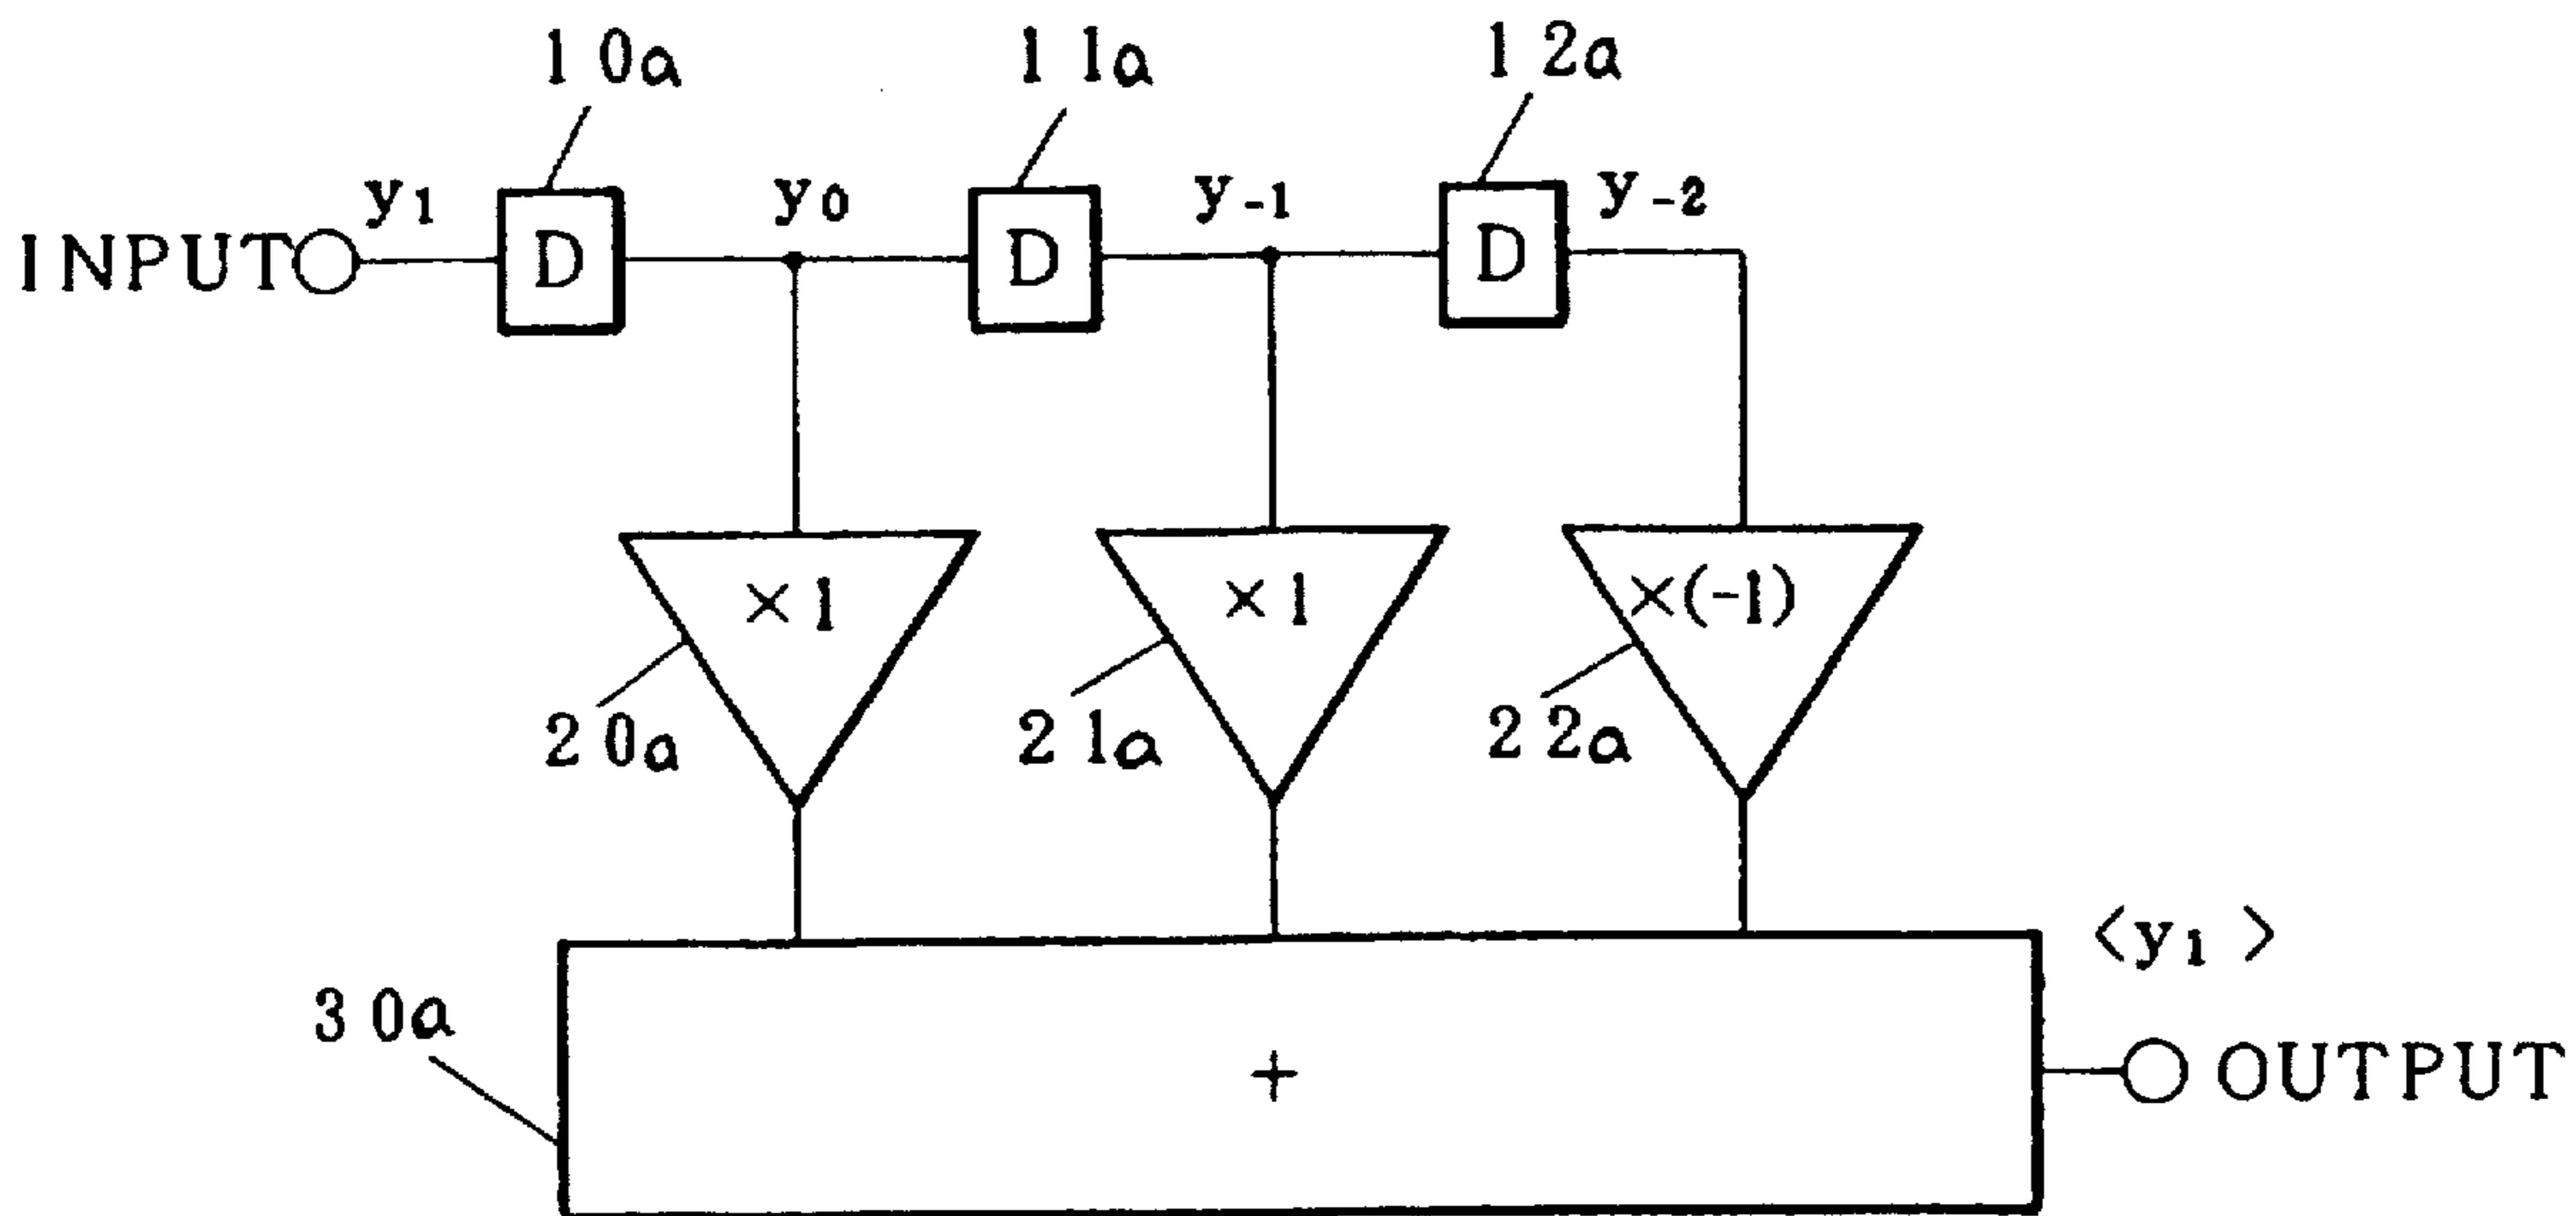 10a 11a 12a
y₁ y₀ y₋₁ y₋₂
INPUT D D D
×1 ×1 ×(-1)
20a 21a 22a
<y₁>
30a + OUTPUT